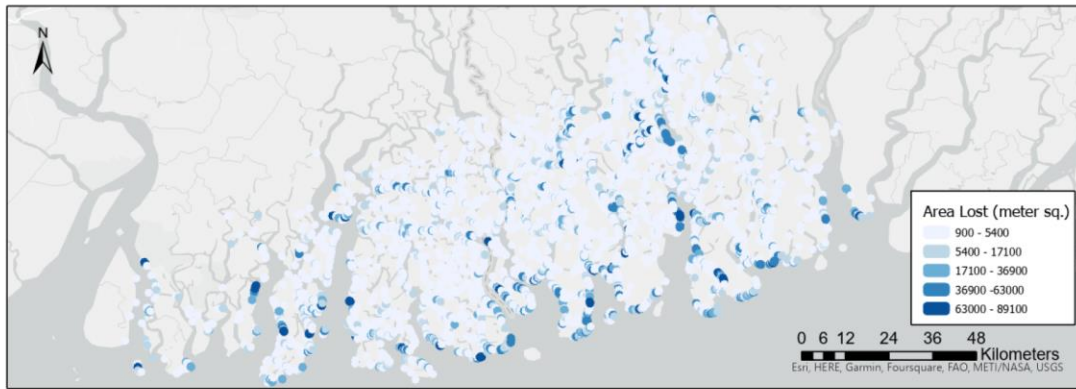 N
Area Lost (meter sq.)
900 - 5400
5400 - 17100
17100 - 36900
36900 -63000
63000 - 89100
0 6 12 24 36 48
Kilometers
Esri, HERE, Garmin, Foursquare, FAO, METI/NASA, USGS